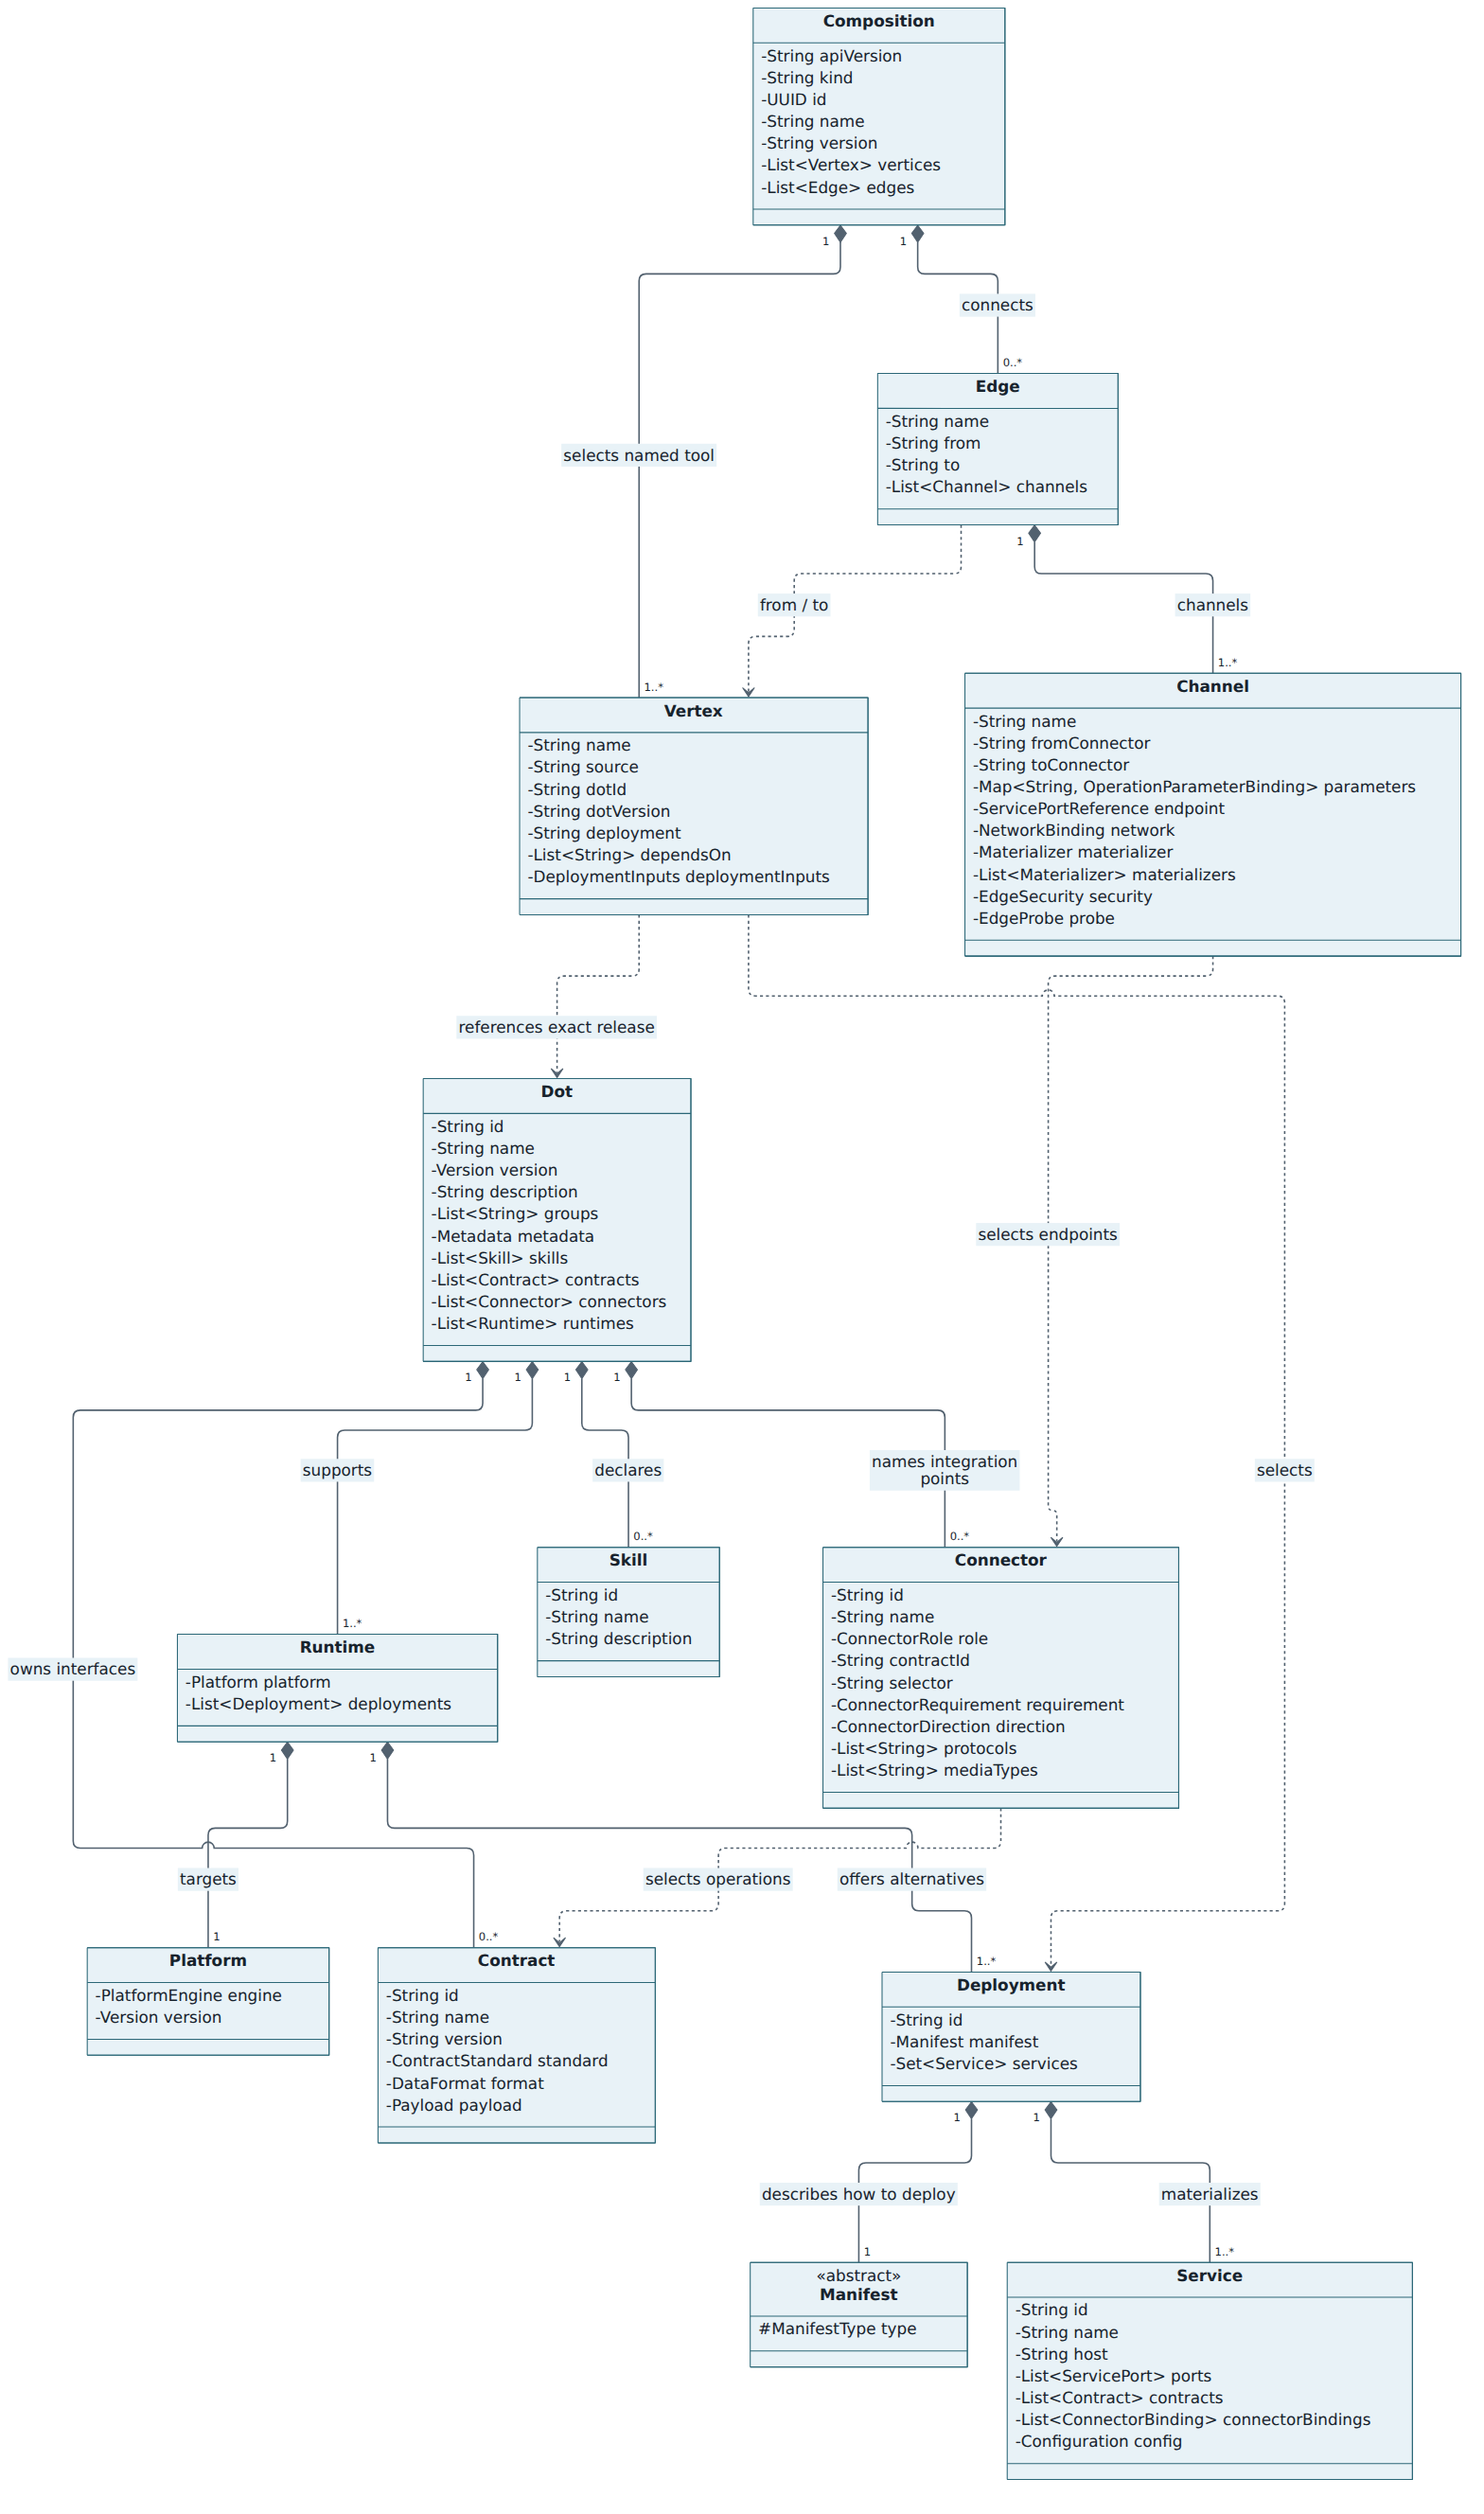 Composition
-String apiVersion
-String kind
-UUID id
-String name
-String version
-List<Vertex> vertices
-List<Edge> edges
1
1
connects
0..*
Edge
-String name
-String from
-String to
-List<Channel> channels
selects named tool
1
from / to
channels
1..*
1..*
Vertex
-String name
-String source
-String dotId
-String dotVersion
-String deployment
-List<String> dependsOn
-DeploymentInputs deploymentInputs
Channel
-String name
-String fromConnector
-String toConnector
-Map<String, OperationParameterBinding> parameters
-ServicePortReference endpoint
-NetworkBinding network
-Materializer materializer
-List<Materializer> materializers
-EdgeSecurity security
-EdgeProbe probe
references exact release
Dot
-String id
-String name
-Version version
-String description
-List<String> groups
-Metadata metadata
-List<Skill> skills
-List<Contract> contracts
-List<Connector> connectors
-List<Runtime> runtimes
selects endpoints
1
1
1
1
supports
declares
names integration
points
selects
0..*
0..*
Skill
-String id
-String name
-String description
Connector
-String id
-String name
-ConnectorRole role
-String contractId
-String selector
-ConnectorRequirement requirement
-ConnectorDirection direction
-List<String> protocols
-List<String> mediaTypes
1..*
owns interfaces
Runtime
-Platform platform
-List<Deployment> deployments
1
1
targets
selects operations
offers alternatives
1
0..*
1..*
Platform
-PlatformEngine engine
-Version version
Contract
-String id
-String name
-String version
-ContractStandard standard
-DataFormat format
-Payload payload
Deployment
-String id
-Manifest manifest
-Set<Service> services
1
1
describes how to deploy
materializes
1
1..*
«abstract»
Manifest
#ManifestType type
Service
-String id
-String name
-String host
-List<ServicePort> ports
-List<Contract> contracts
-List<ConnectorBinding> connectorBindings
-Configuration config